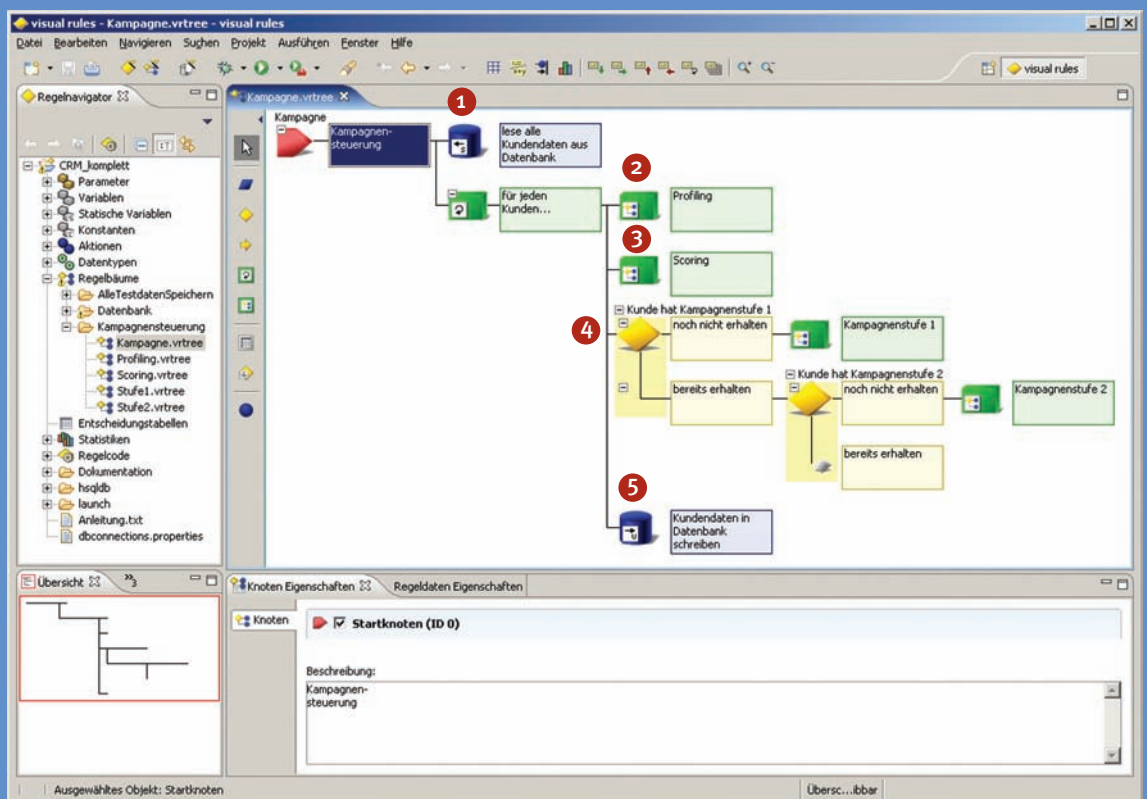 visual rules - Kampagne.vrtree - visual rules
Datei Bearbeiten Navigieren Suchen Projekt Ausführen Fenster Hilfe
visual rules
Regelnavigator
CRM_komplett
Parameter
Variablen
Statische Variablen
Konstanten
Aktionen
Datentypen
Regelbäume
AlleTestdatenSpeichern
Datenbank
Kampagnensteuerung
Kampagne.vrtree
Profiling.vrtree
Scoring.vrtree
Stufe1.vrtree
Stufe2.vrtree
Entscheidungstabellen
Statistiken
Regelcode
Dokumentation
hsqldb
launch
Anleitung.txt
dbconnections.properties
Kampagne.vrtree
Kampagne
Kampagnen-
steuerung
1
lese alle
Kundendaten aus
Datenbank
für jeden
Kunden...
2
Profiling
3
Scoring
4
Kunde hat Kampagnenstufe 1
noch nicht erhalten
Kampagnenstufe 1
bereits erhalten
Kunde hat Kampagnenstufe 2
noch nicht erhalten
Kampagnenstufe 2
bereits erhalten
5
Kundendaten in
Datenbank
schreiben
Übersicht
»3
Knoten Eigenschaften
Regeldaten Eigenschaften
Knoten
Startknoten (ID 0)
Beschreibung:
Kampagnen-
steuerung
Ausgewähltes Objekt: Startknoten
Übersc...ibbar